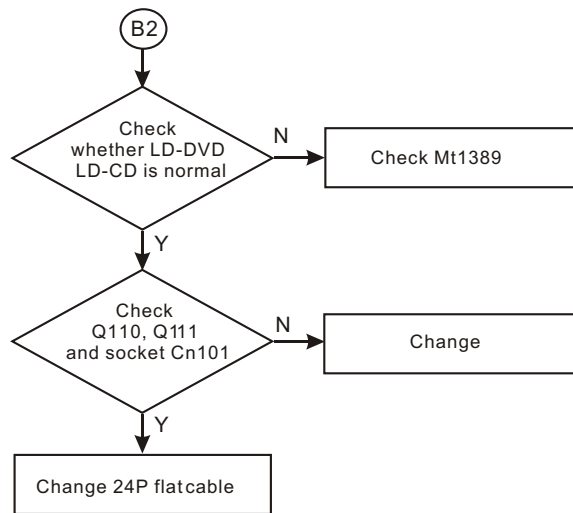 B2
Check
whether LD-DVD
LD-CD is normal
N
Check Mt1389
Y
Check
Q110, Q111
and socket Cn101
N
Change
Y
Change 24P flatcable